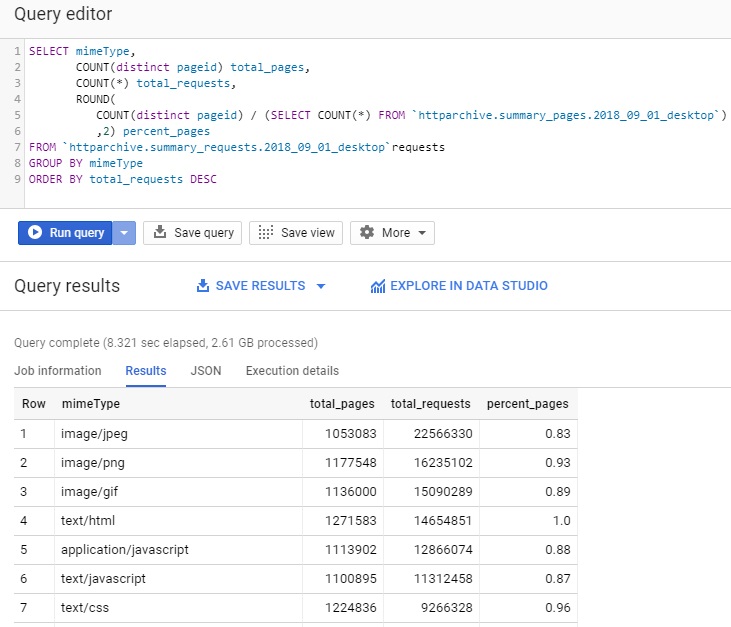 Query editor
1 SELECT mimeType,
2 COUNT(distinct pageid) total_pages,
3 COUNT(*) total_requests,
4 ROUND(
5 COUNT(distinct pageid) / (SELECT COUNT(*) FROM `httparchive.summary_pages.2018_09_01_desktop`)
6 ,2) percent_pages
7 FROM `httparchive.summary_requests.2018_09_01_desktop`requests
8 GROUP BY mimeType
9 ORDER BY total_requests DESC
Run query Save query Save view More
Query results SAVE RESULTS EXPLORE IN DATA STUDIO
Query complete (8.321 sec elapsed, 2.61 GB processed)
Job information Results JSON Execution details
Row mimeType total_pages total_requests percent_pages
1 image/jpeg 1053083 22566330 0.83
2 image/png 1177548 16235102 0.93
3 image/gif 1136000 15090289 0.89
4 text/html 1271583 14654851 1.0
5 application/javascript 1113902 12866074 0.88
6 text/javascript 1100895 11312458 0.87
7 text/css 1224836 9266328 0.96